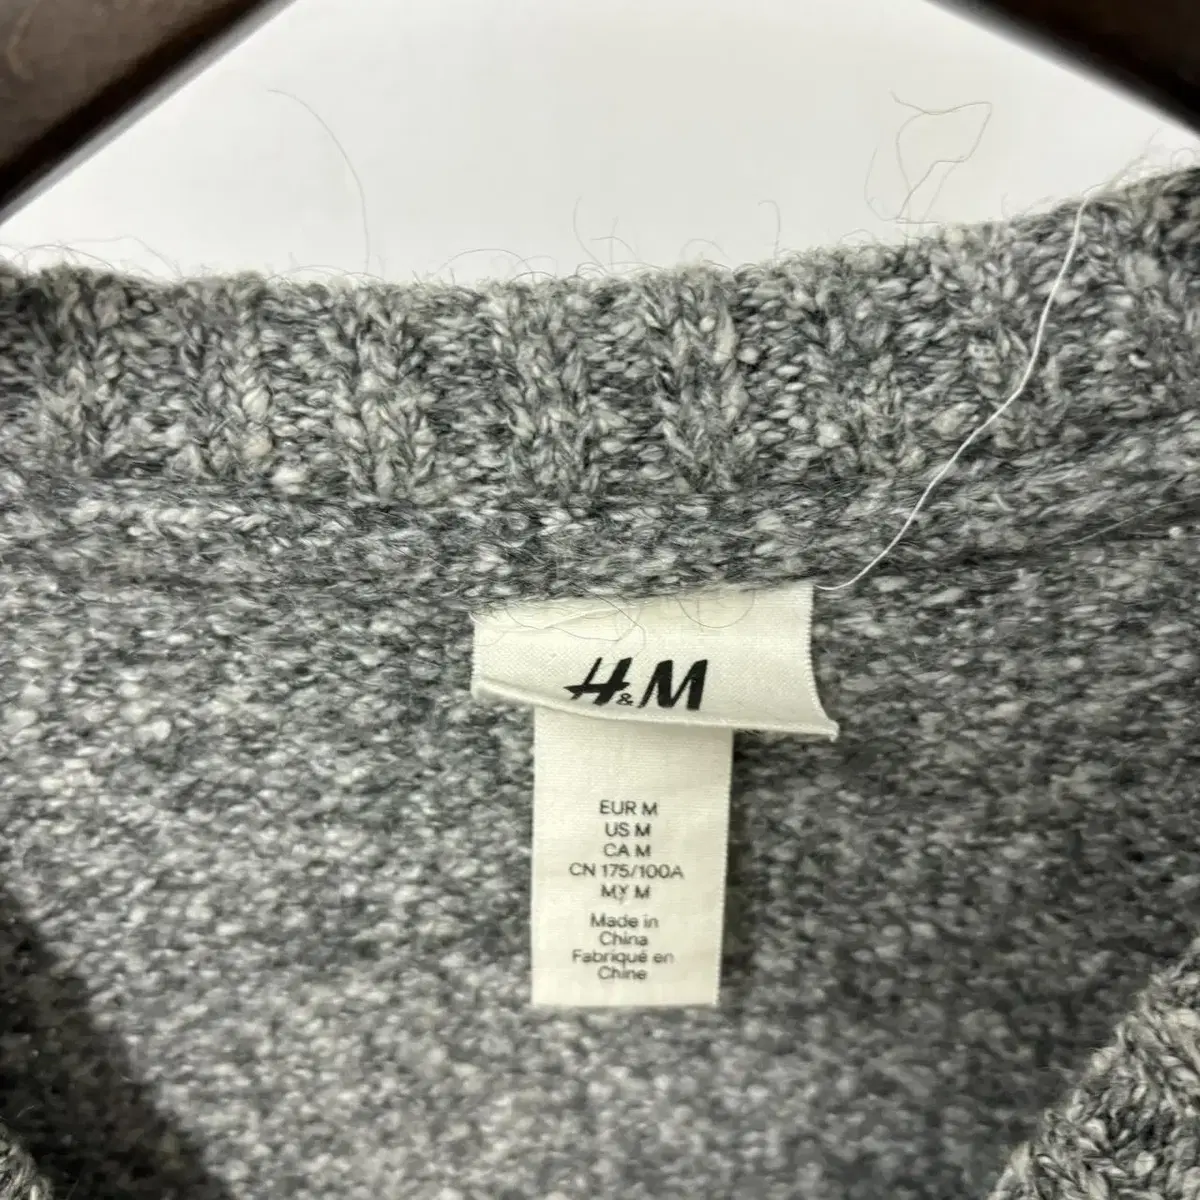 H&M
EUR M
US M
CA M
CN 175/100A
MY M
Made in
China
Fabriqué en
Chine